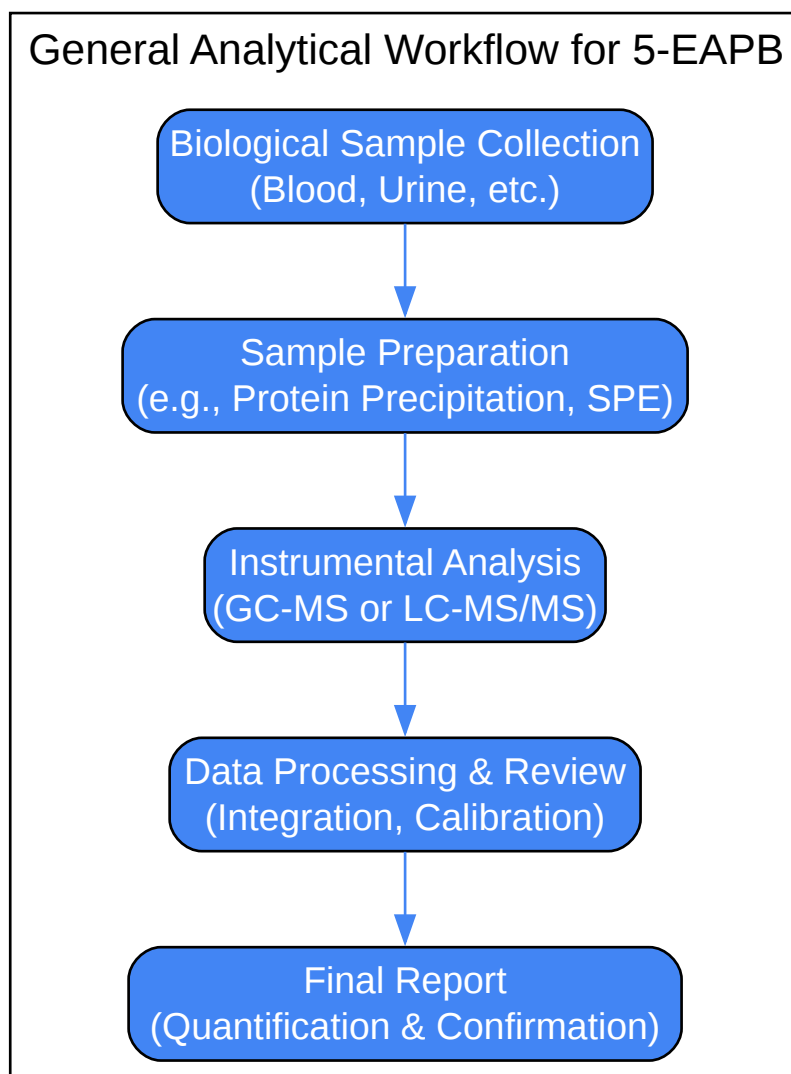 General Analytical Workflow for 5-EAPB
Biological Sample Collection
(Blood, Urine, etc.)
Sample Preparation
(e.g., Protein Precipitation, SPE)
Instrumental Analysis
(GC-MS or LC-MS/MS)
Data Processing & Review
(Integration, Calibration)
Final Report
(Quantification & Confirmation)